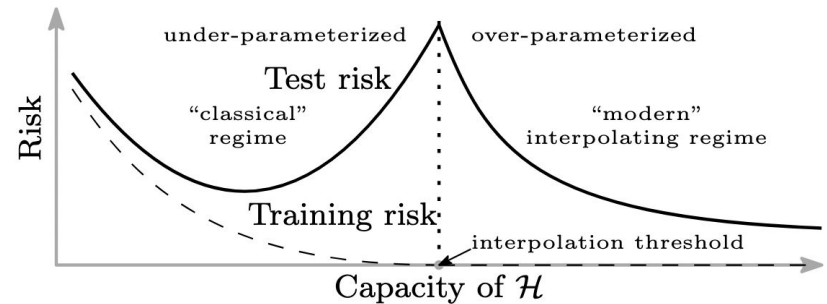 under-parameterized
over-parameterized
Test risk
“classical”
regime
“modern”
interpolating regime
Risk
Training risk
interpolation threshold
Capacity of ℋ